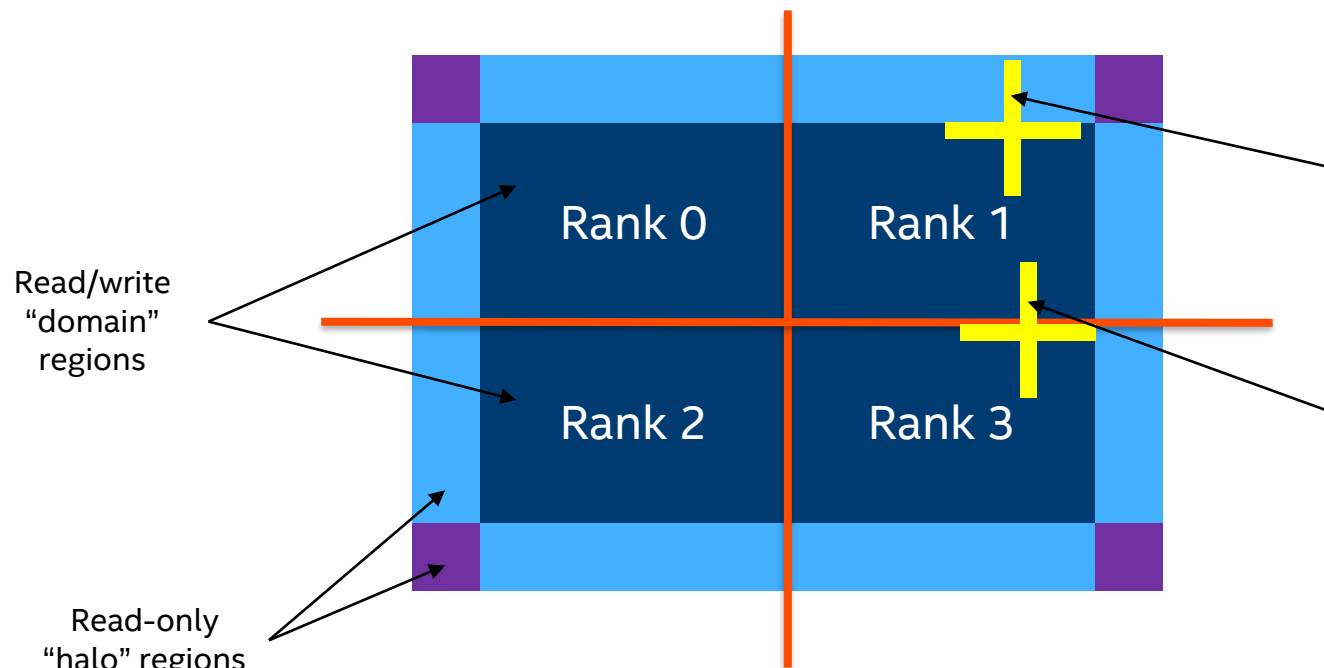 Rank 0
Rank 1
Read/write
“domain”
regions
Rank 2
Rank 3
Read-only
“halo” regions